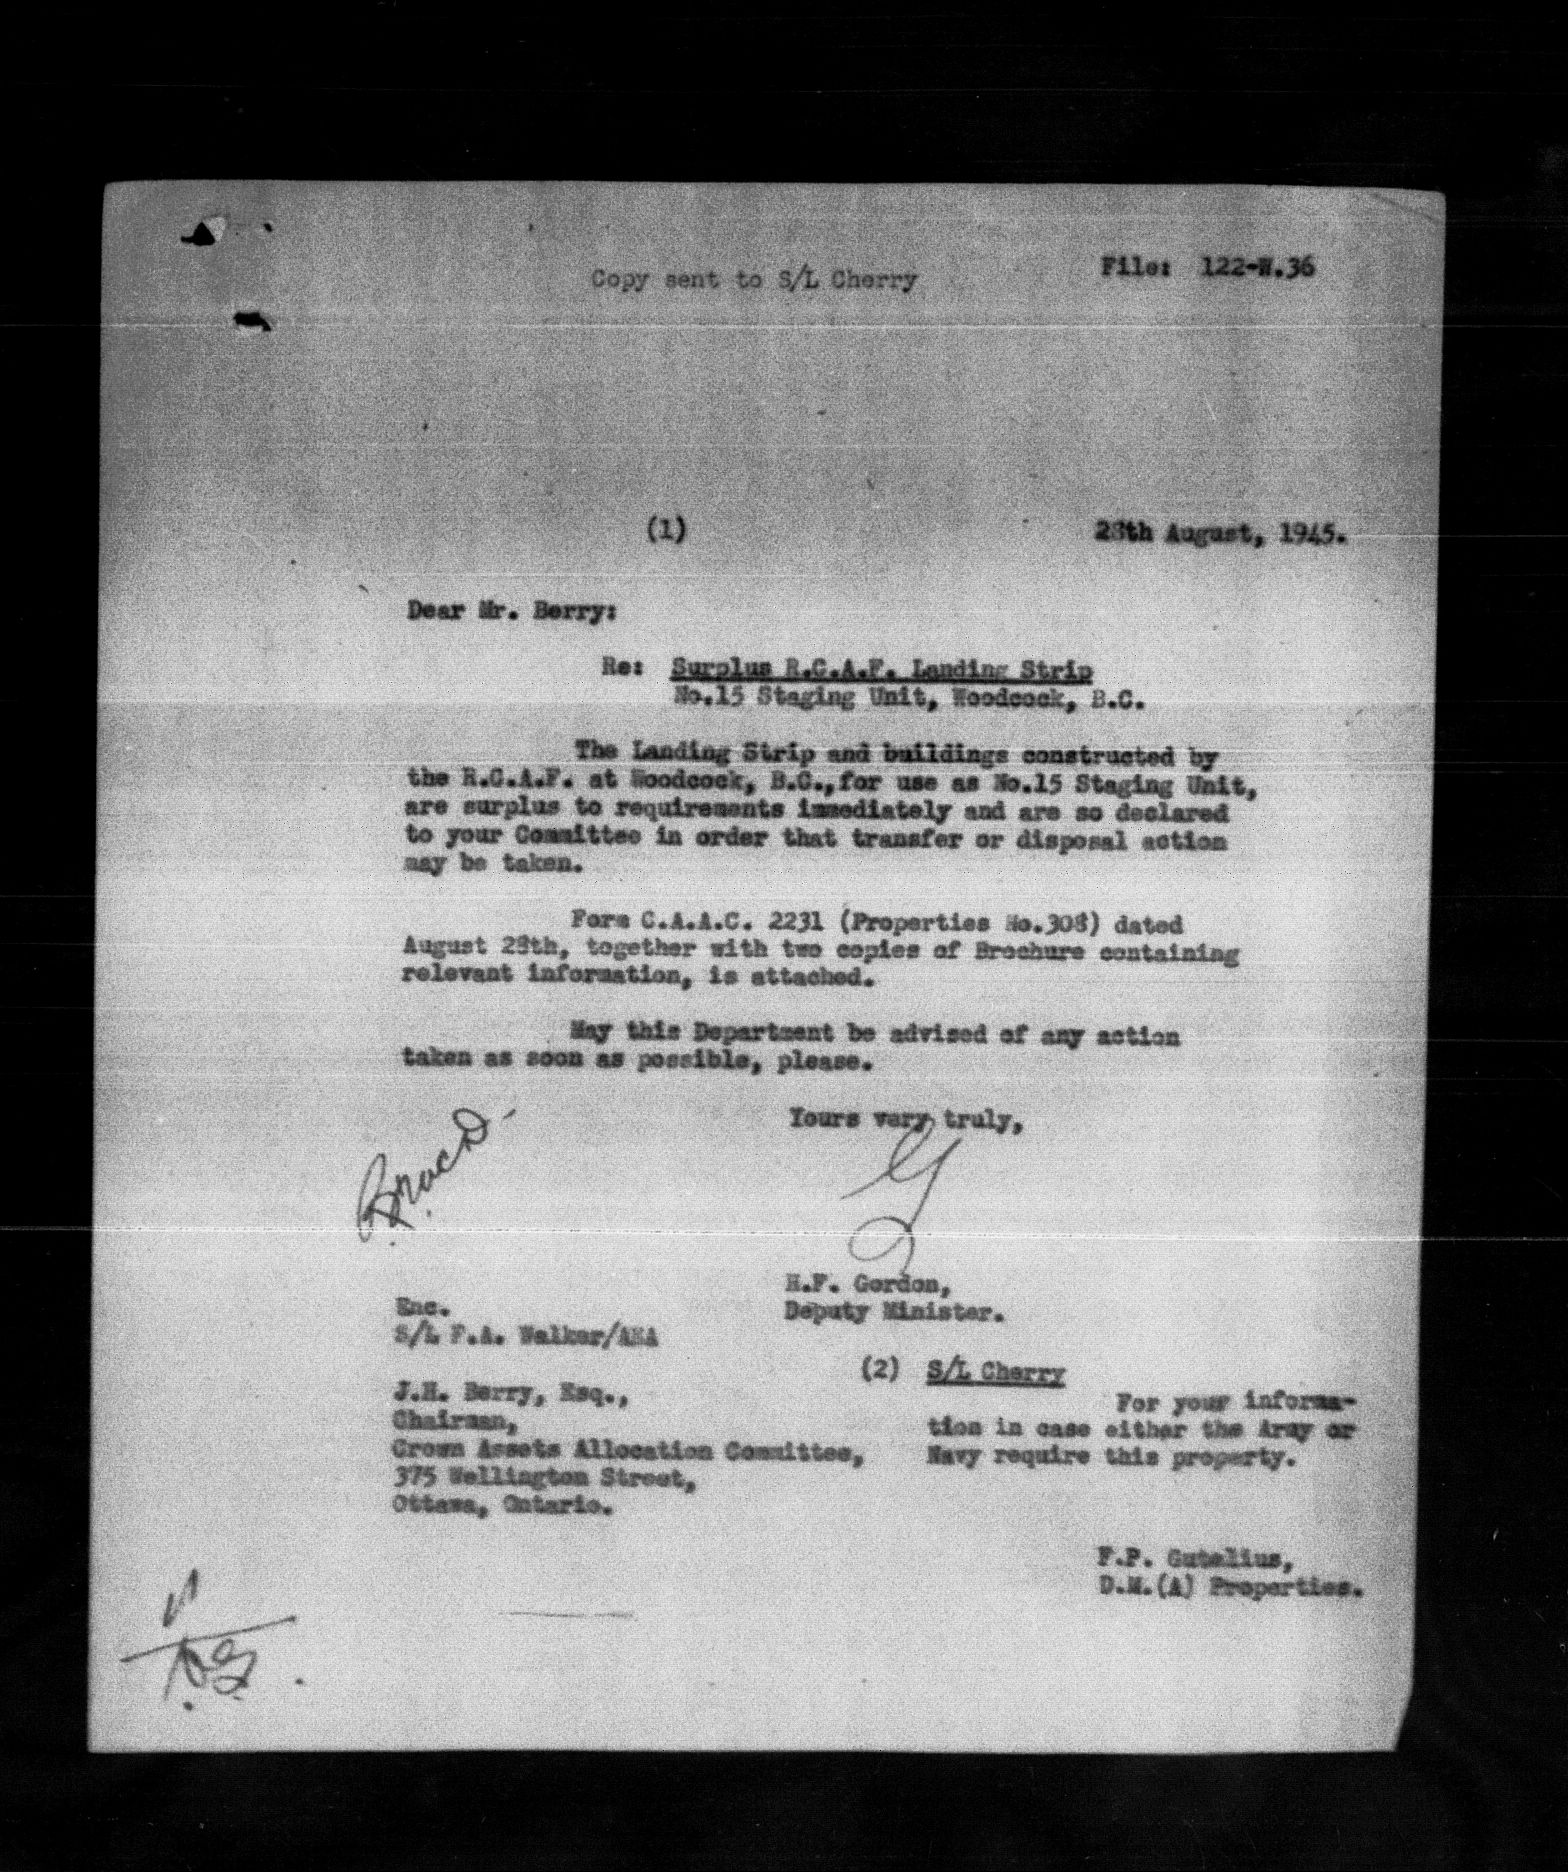 Copy sent to S/L Cherry
File: 122-W.36
(1)
28th August, 1945.
Dear Mr. Berry:
Re: Surplus R.C.A.F. Landing Strip
No.15 Staging Unit, Woodcock, B.C.
The Landing Strip and buildings constructed by
the R.C.A.F. at Woodcock, B.C.,for use as No.15 Staging Unit,
are surplus to requirements immediately and are so declared
to your Committee in order that transfer or disposal action
may be taken.
Form C.A.A.C. 2231 (Properties No.308) dated
August 28th, together with two copies of Brochure containing
relevant information, is attached.
May this Department be advised of any action
taken as soon as possible, please.
Yours very truly,
H.F. Gordon,
Deputy Minister.
Enc.
S/L F.A. Walker/AMA
J.H. Berry, Esq.,
Chairman,
Crown Assets Allocation Committee,
375 Wellington Street,
Ottawa, Ontario.
(2) S/L Cherry
For your informa-
tion in case either the Army or
Navy require this property.
F.P. Gutelius,
D.M.(A) Properties.